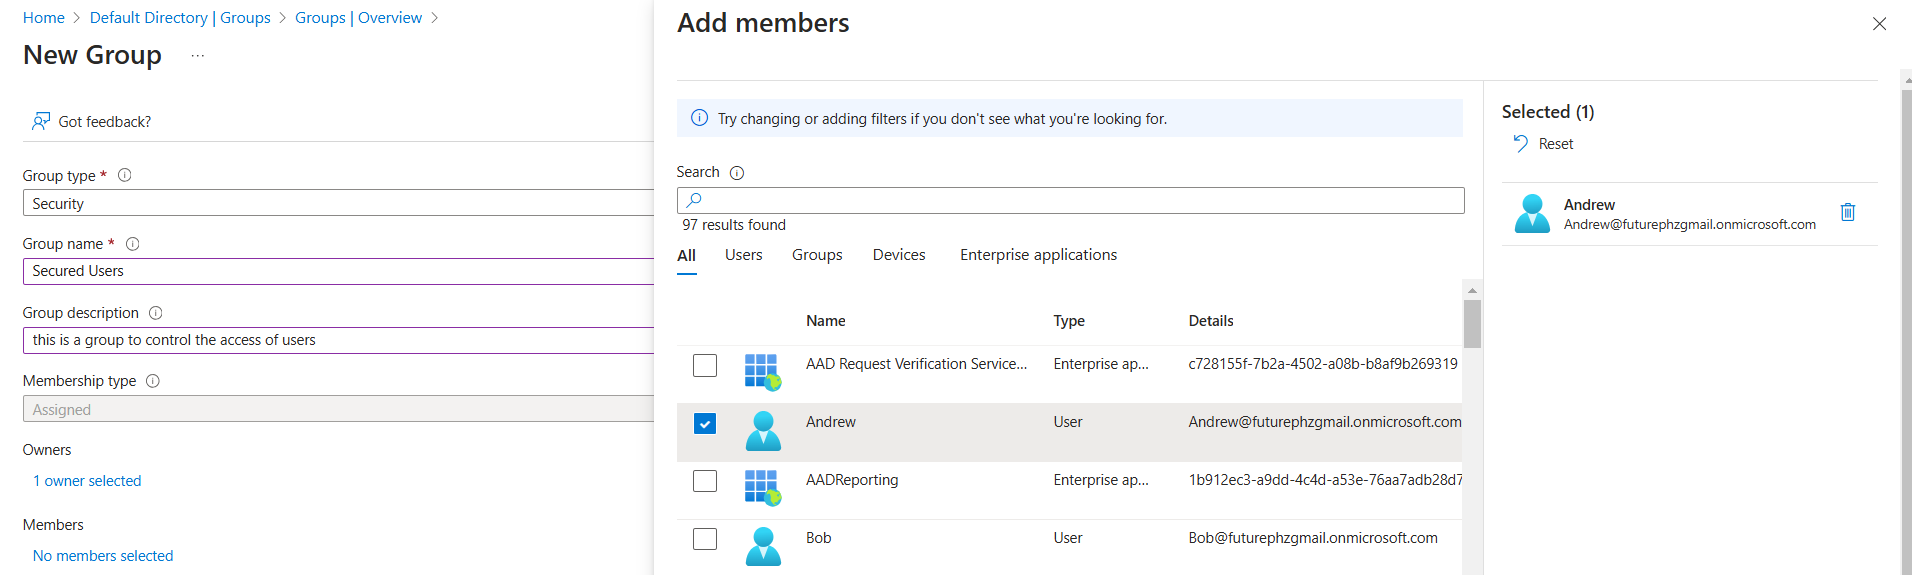 Home > Default Directory | Groups > Groups | Overview >
New Group ...
Got feedback?
Group type *
Security
Group name *
Secured Users
Group description
this is a group to control the access of users
Membership type
Assigned
Owners
1 owner selected
Members
No members selected
Add members
Try changing or adding filters if you don't see what you're looking for.
Search
97 results found
All Users Groups Devices Enterprise applications
Name Type Details
AAD Request Verification Service... Enterprise ap... c728155f-7b2a-4502-a08b-b8af9b269319
Andrew User Andrew@futurephzgmail.onmicrosoft.com
AADReporting Enterprise ap... 1b912ec3-a9dd-4c4d-a53e-76aa7adb28d7
Bob User Bob@futurephzgmail.onmicrosoft.com
Selected (1)
Reset
Andrew
Andrew@futurephzgmail.onmicrosoft.com